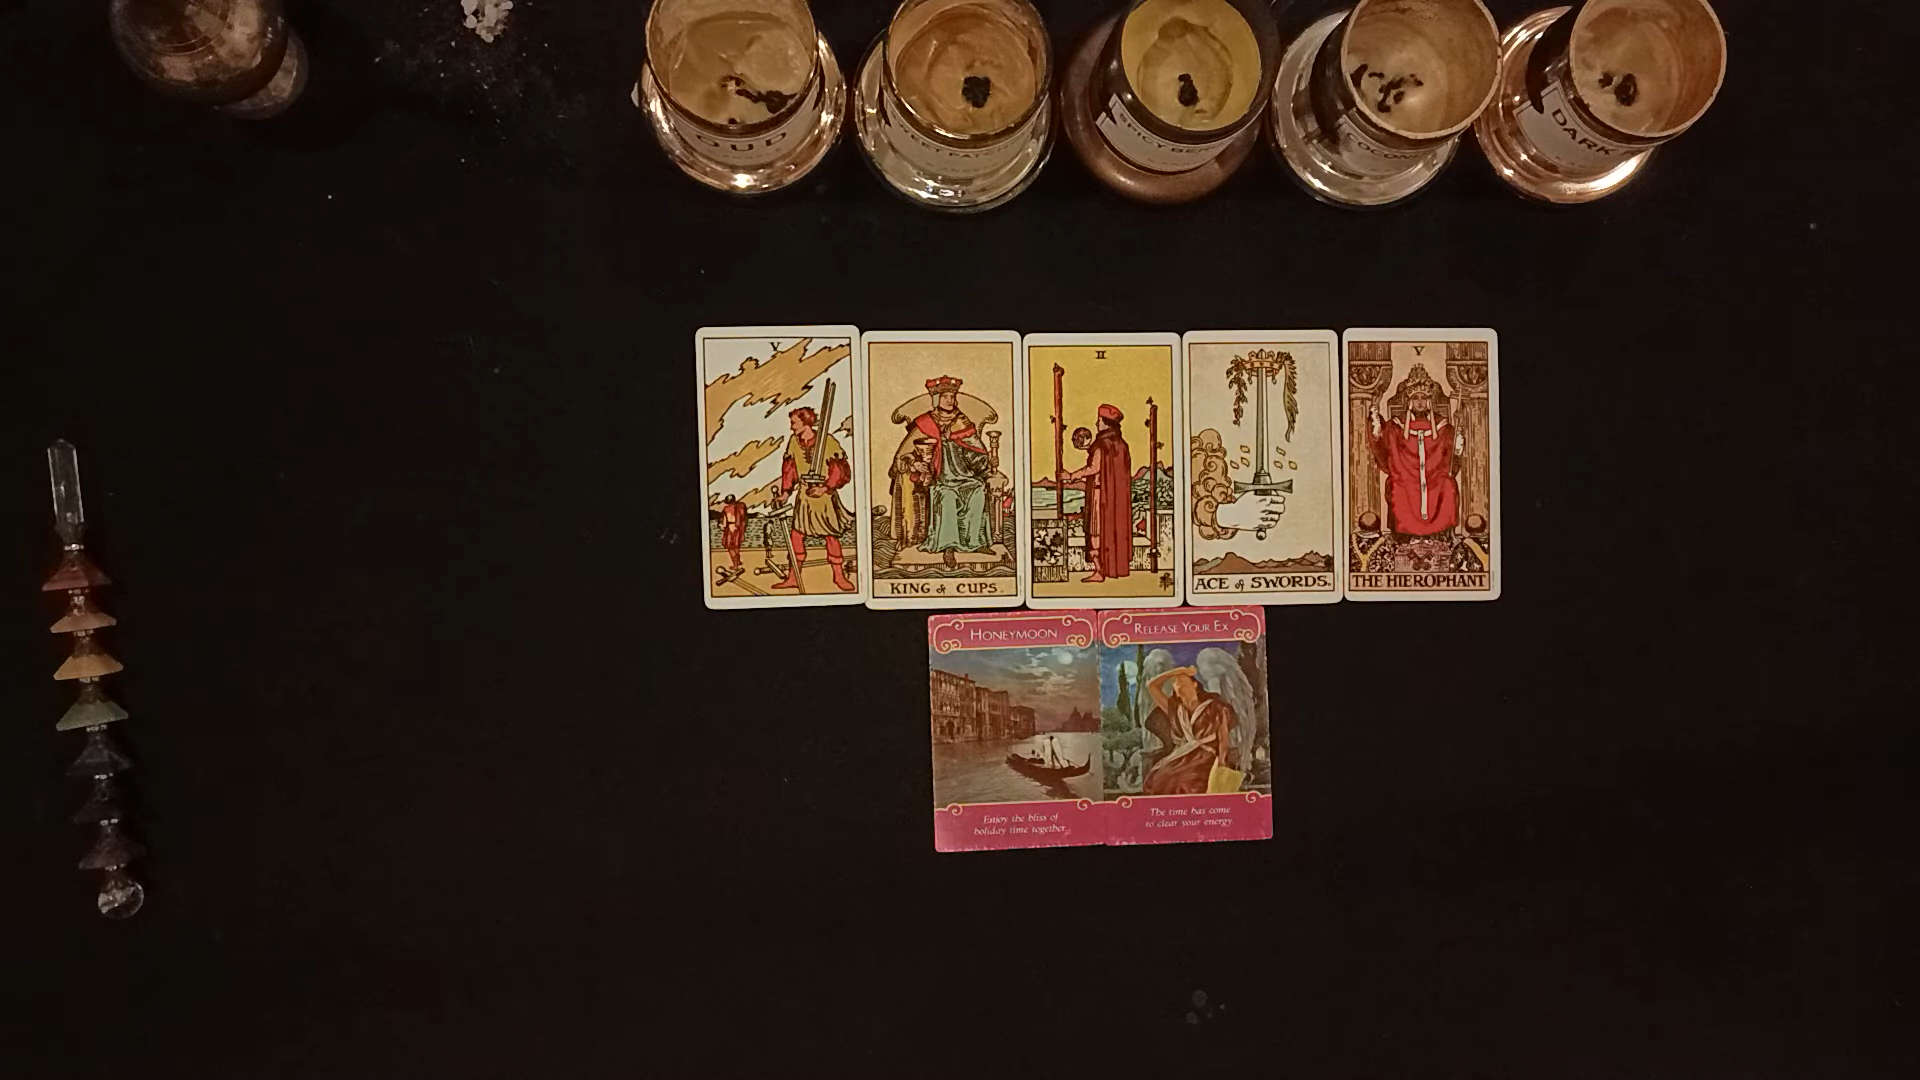 OUD
SPICY
DARK
V
II
V
KING of CUPS.
ACE of SWORDS.
THE HIEROPHANT
HONEYMOON
RELEASE YOUR EX
Enjoy the bliss of
holiday time together.
The time has come
to clear your energy.